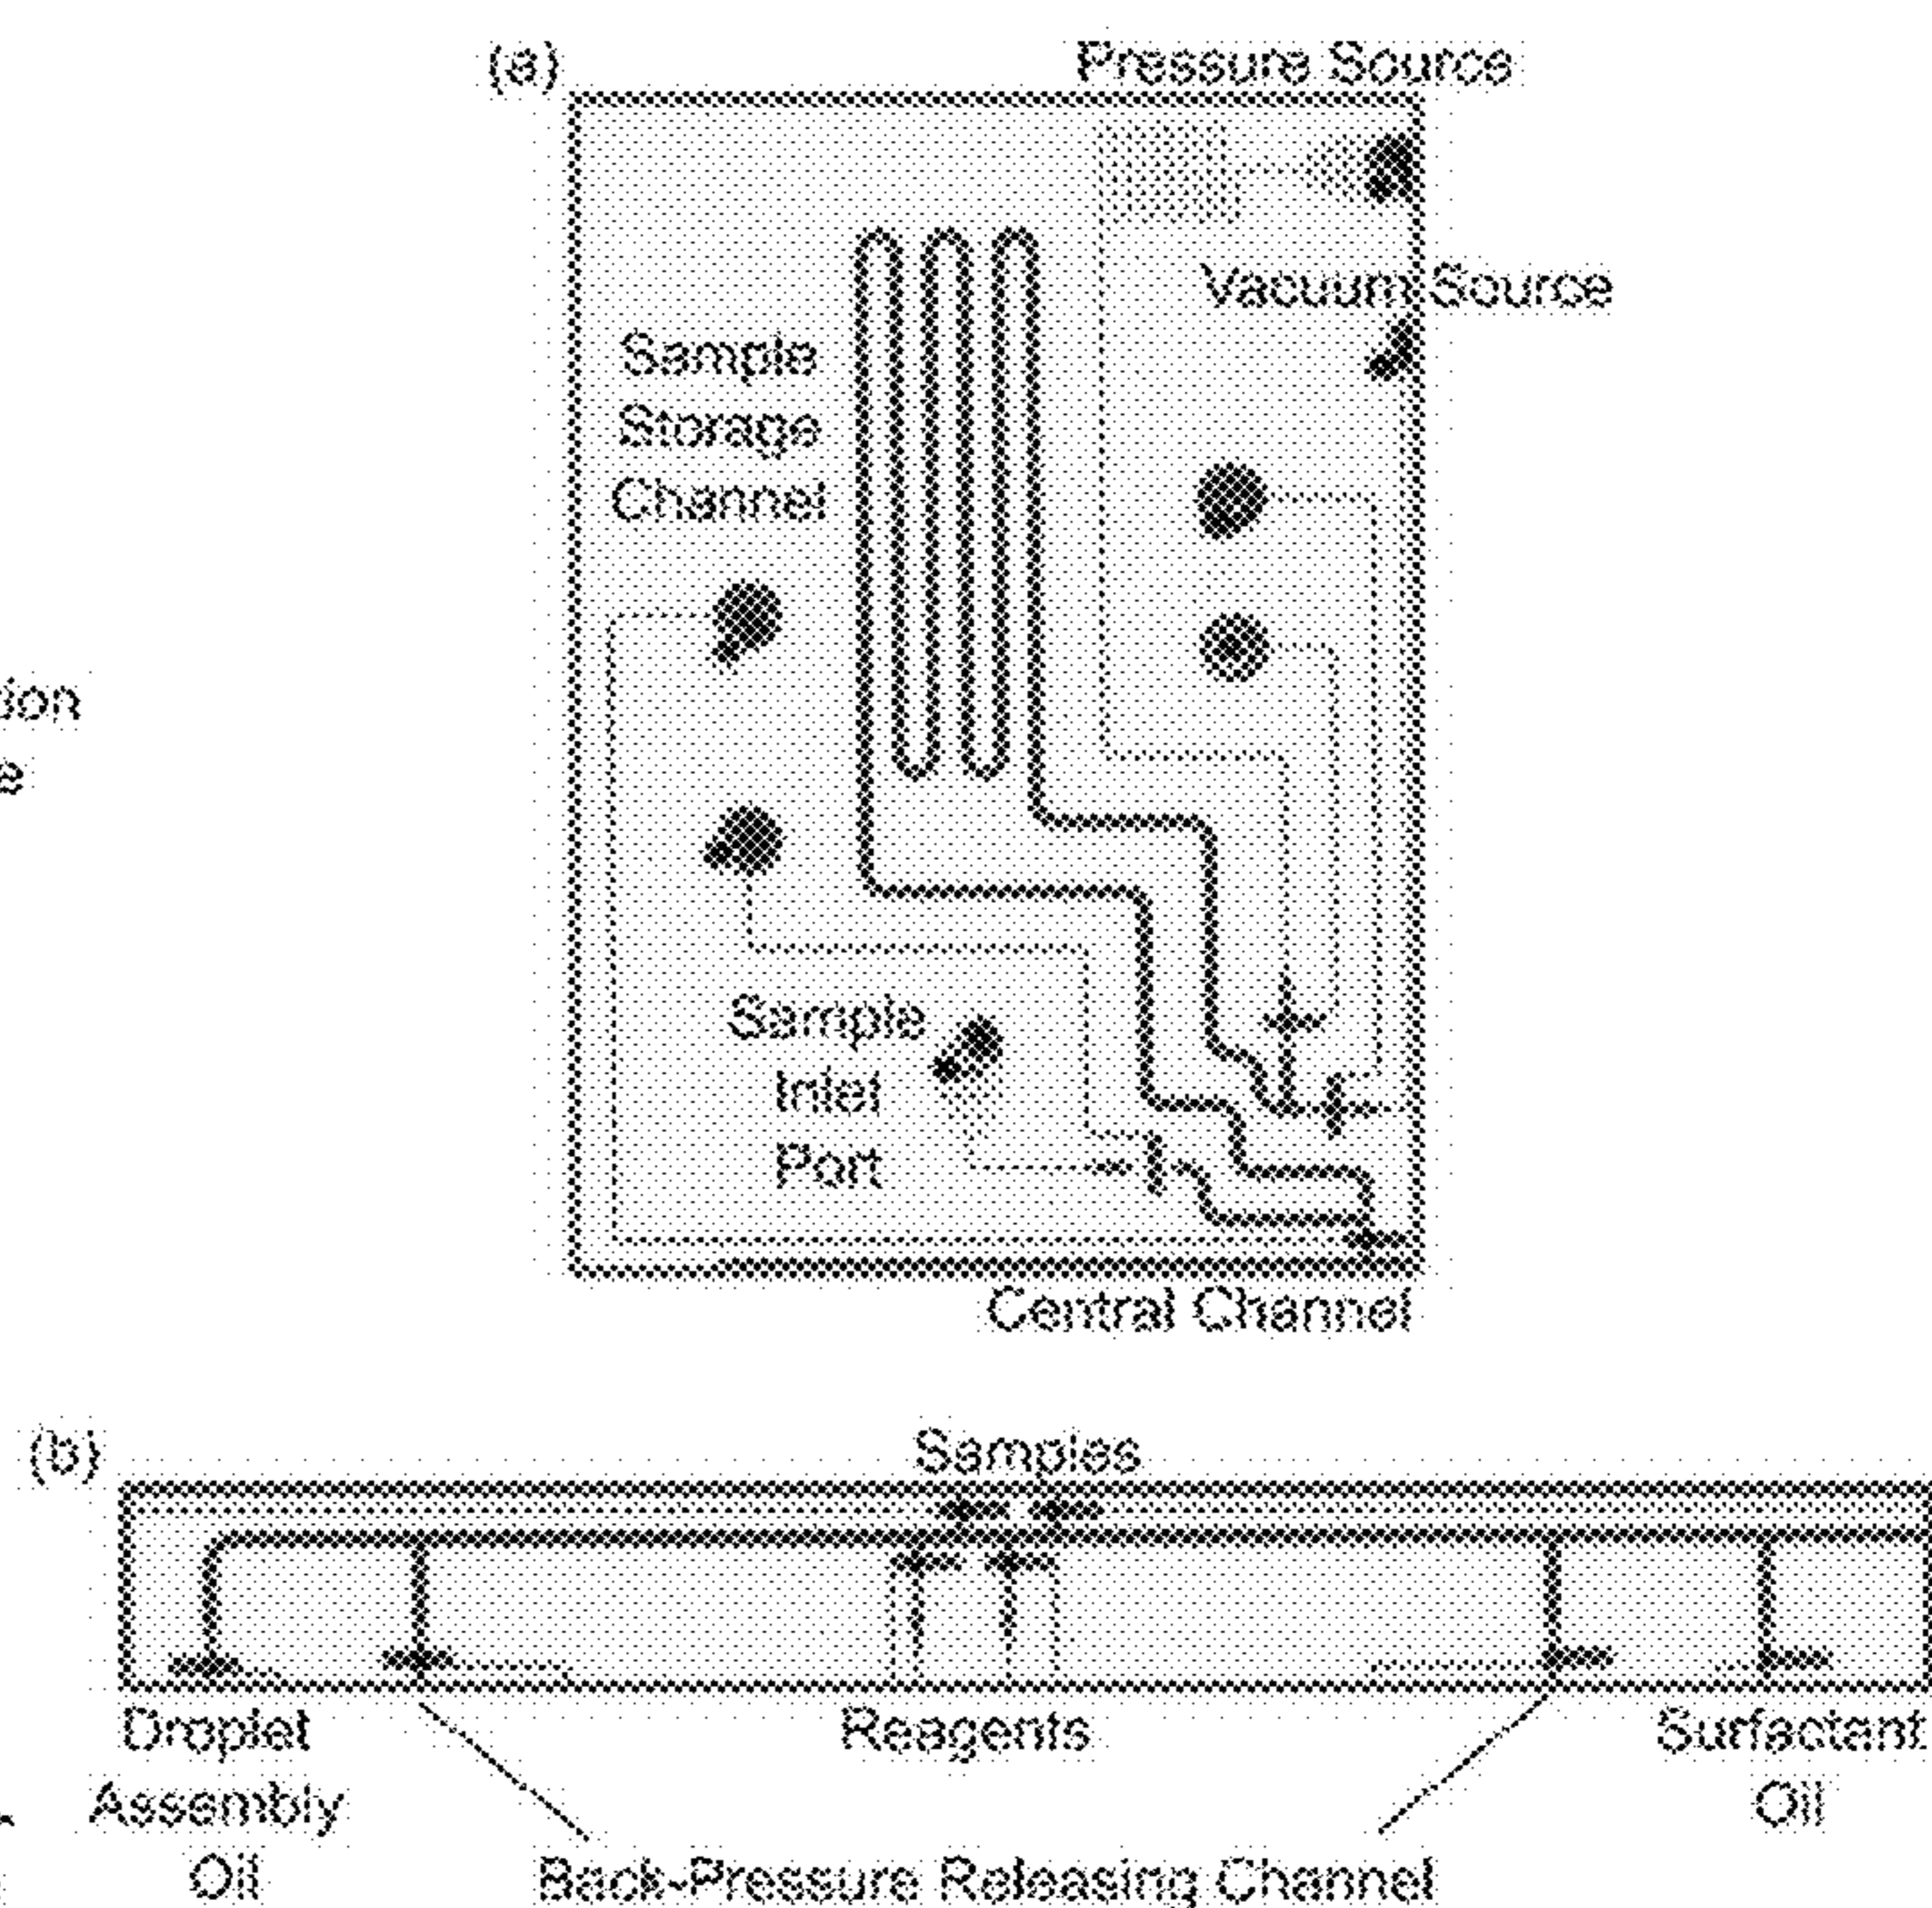 (a)
Pressure Source
Vacuum Source
Sample
Storage
Channel
Sample
Inlet
Port
Central Channel
(b)
Samples
Droplet
Assembly
Oil
Reagents
Surfactant
Oil
Back-Pressure Releasing Channel